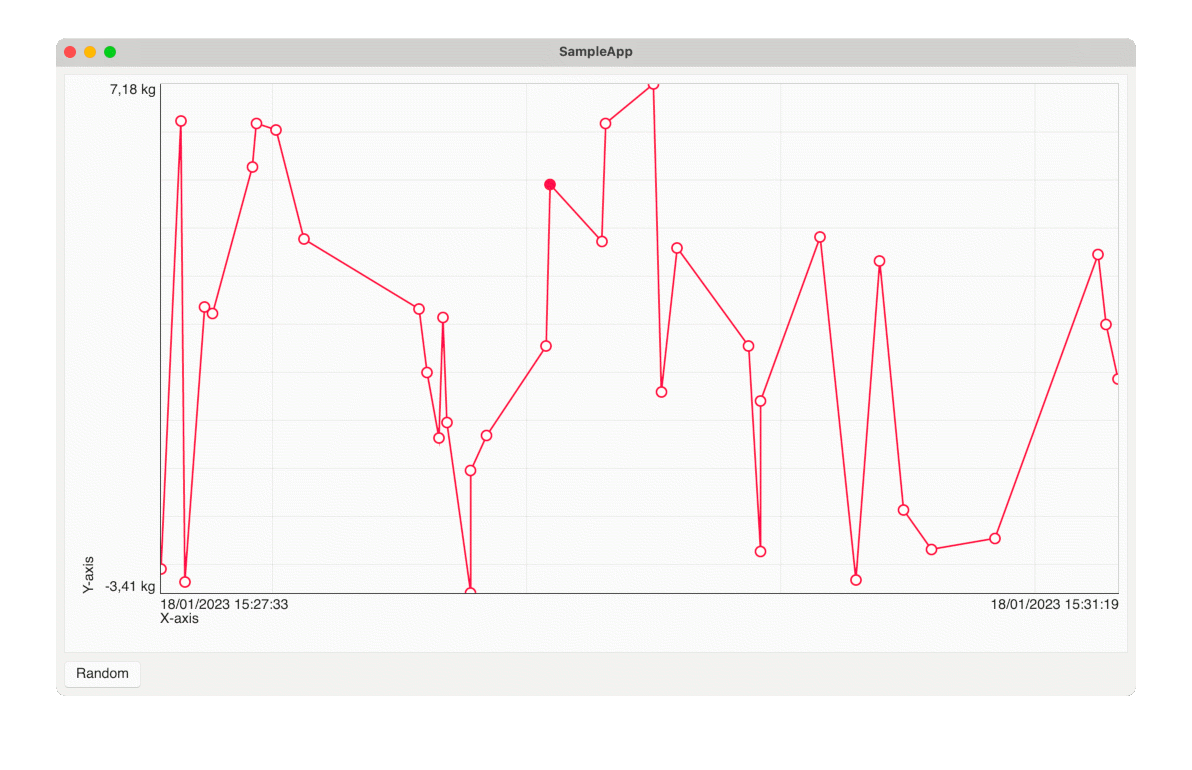 SampleApp
7,18 kg
Y-axis
-3,41 kg
18/01/2023 15:27:33
18/01/2023 15:31:19
X-axis
Random